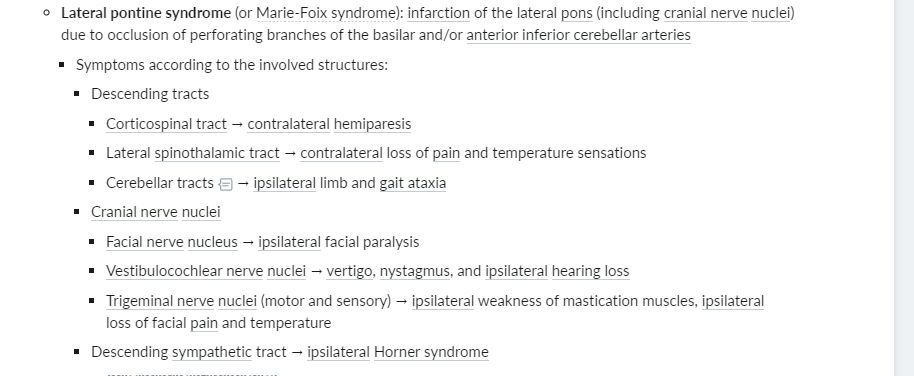 Lateral pontine syndrome (or Marie-Foix syndrome): infarction of the lateral pons (including cranial nerve nuclei)
due to occlusion of perforating branches of the basilar and/or anterior inferior cerebellar arteries
Symptoms according to the involved structures:
Descending tracts
Corticospinal tract → contralateral hemiparesis
Lateral spinothalamic tract → contralateral loss of pain and temperature sensations
Cerebellar tracts → ipsilateral limb and gait ataxia
Cranial nerve nuclei
Facial nerve nucleus → ipsilateral facial paralysis
Vestibulocochlear nerve nuclei → vertigo, nystagmus, and ipsilateral hearing loss
Trigeminal nerve nuclei (motor and sensory) → ipsilateral weakness of mastication muscles, ipsilateral
loss of facial pain and temperature
Descending sympathetic tract → ipsilateral Horner syndrome